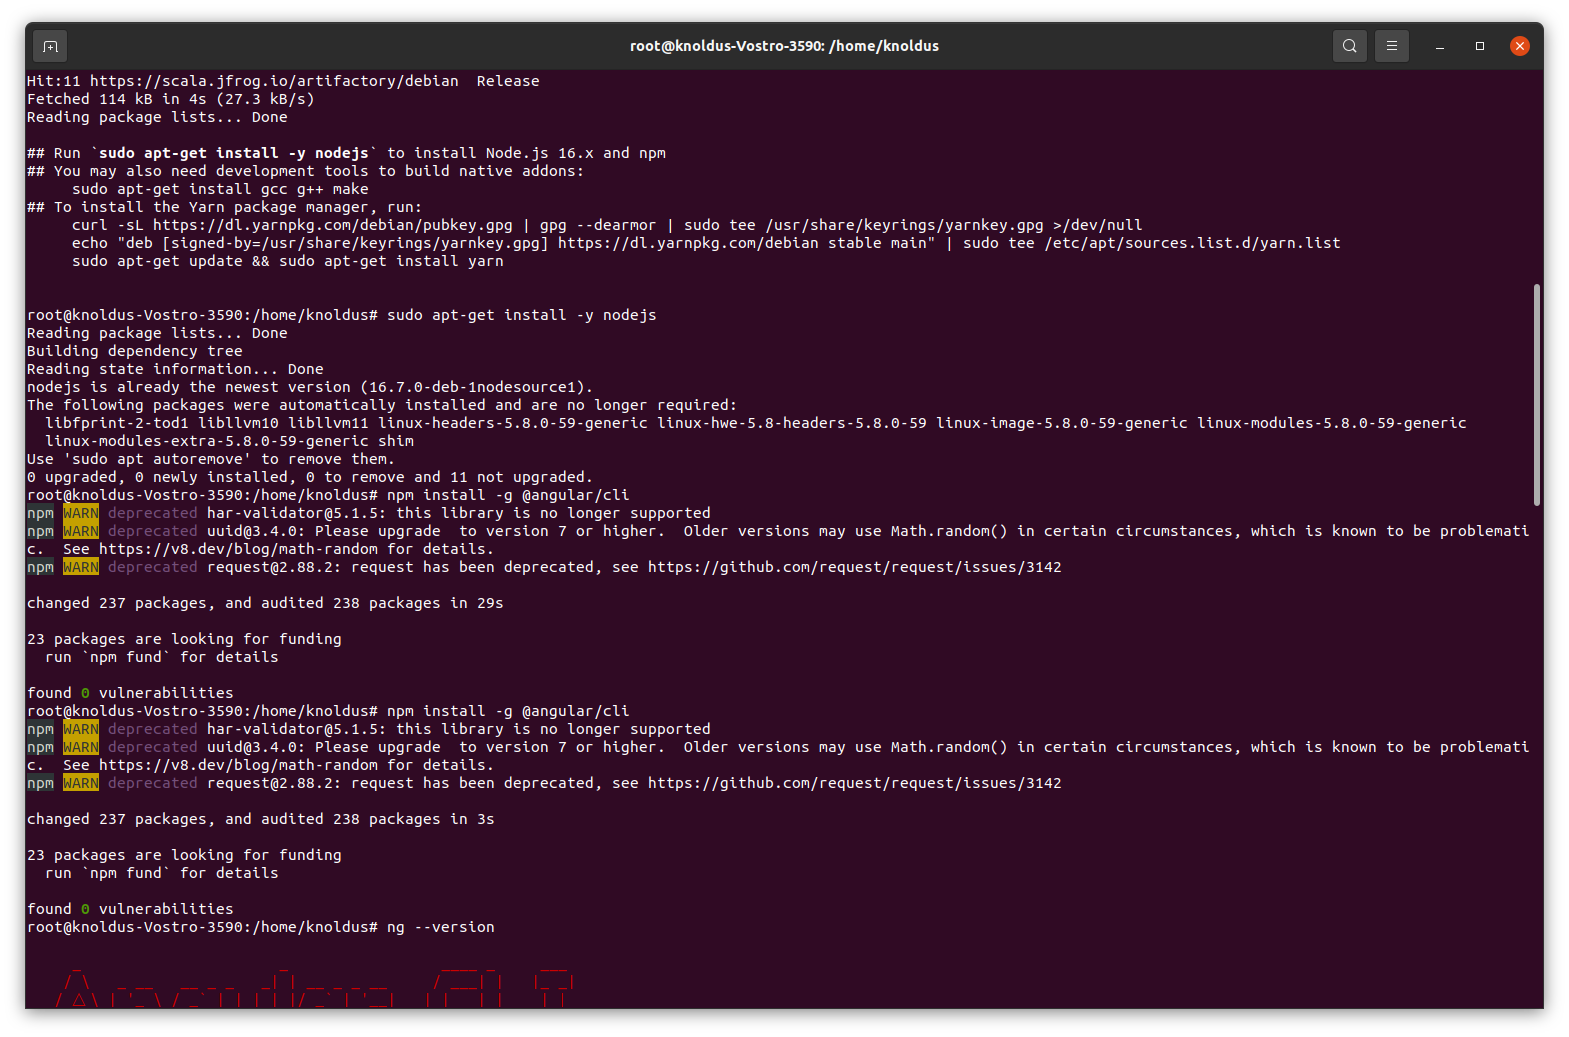 root@knoldus-Vostro-3590: /home/knoldus
Hit:11 https://scala.jfrog.io/artifactory/debian  Release
Fetched 114 kB in 4s (27.3 kB/s)
Reading package lists... Done
## Run `sudo apt-get install -y nodejs` to install Node.js 16.x and npm
## You may also need development tools to build native addons:
     sudo apt-get install gcc g++ make
## To install the Yarn package manager, run:
     curl -sL https://dl.yarnpkg.com/debian/pubkey.gpg | gpg --dearmor | sudo tee /usr/share/keyrings/yarnkey.gpg >/dev/null
     echo "deb [signed-by=/usr/share/keyrings/yarnkey.gpg] https://dl.yarnpkg.com/debian stable main" | sudo tee /etc/apt/sources.list.d/yarn.list
     sudo apt-get update && sudo apt-get install yarn
root@knoldus-Vostro-3590:/home/knoldus# sudo apt-get install -y nodejs
Reading package lists... Done
Building dependency tree
Reading state information... Done
nodejs is already the newest version (16.7.0-deb-1nodesource1).
The following packages were automatically installed and are no longer required:
  libfprint-2-tod1 libllvm10 libllvm11 linux-headers-5.8.0-59-generic linux-hwe-5.8-headers-5.8.0-59 linux-image-5.8.0-59-generic linux-modules-5.8.0-59-generic
  linux-modules-extra-5.8.0-59-generic shim
Use 'sudo apt autoremove' to remove them.
0 upgraded, 0 newly installed, 0 to remove and 11 not upgraded.
root@knoldus-Vostro-3590:/home/knoldus# npm install -g @angular/cli
npm WARN deprecated har-validator@5.1.5: this library is no longer supported
npm WARN deprecated uuid@3.4.0: Please upgrade  to version 7 or higher.  Older versions may use Math.random() in certain circumstances, which is known to be problemati
c.  See https://v8.dev/blog/math-random for details.
npm WARN deprecated request@2.88.2: request has been deprecated, see https://github.com/request/request/issues/3142
changed 237 packages, and audited 238 packages in 29s
23 packages are looking for funding
  run `npm fund` for details
found 0 vulnerabilities
root@knoldus-Vostro-3590:/home/knoldus# npm install -g @angular/cli
npm WARN deprecated har-validator@5.1.5: this library is no longer supported
npm WARN deprecated uuid@3.4.0: Please upgrade  to version 7 or higher.  Older versions may use Math.random() in certain circumstances, which is known to be problemati
c.  See https://v8.dev/blog/math-random for details.
npm WARN deprecated request@2.88.2: request has been deprecated, see https://github.com/request/request/issues/3142
changed 237 packages, and audited 238 packages in 3s
23 packages are looking for funding
  run `npm fund` for details
found 0 vulnerabilities
root@knoldus-Vostro-3590:/home/knoldus# ng --version